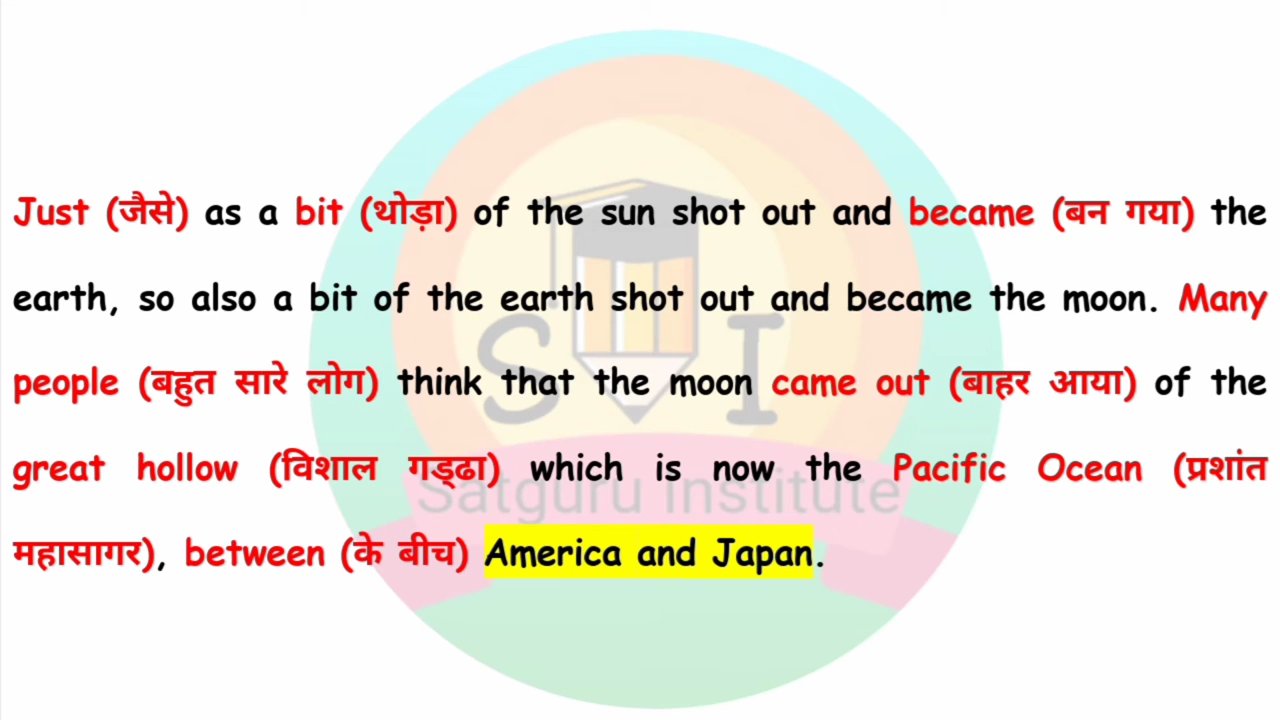 Just (जैसे) as a bit (थोड़ा) of the sun shot out and became (बन गया) the
earth, so also a bit of the earth shot out and became the moon. Many
people (बहुत सारे लोग) think that the moon came out (बाहर आया) of the
great hollow (विशाल गड्ढा) which is now the Pacific Ocean (प्रशांत
महासागर), between (के बीच) America and Japan.
S I
Satguru Institute